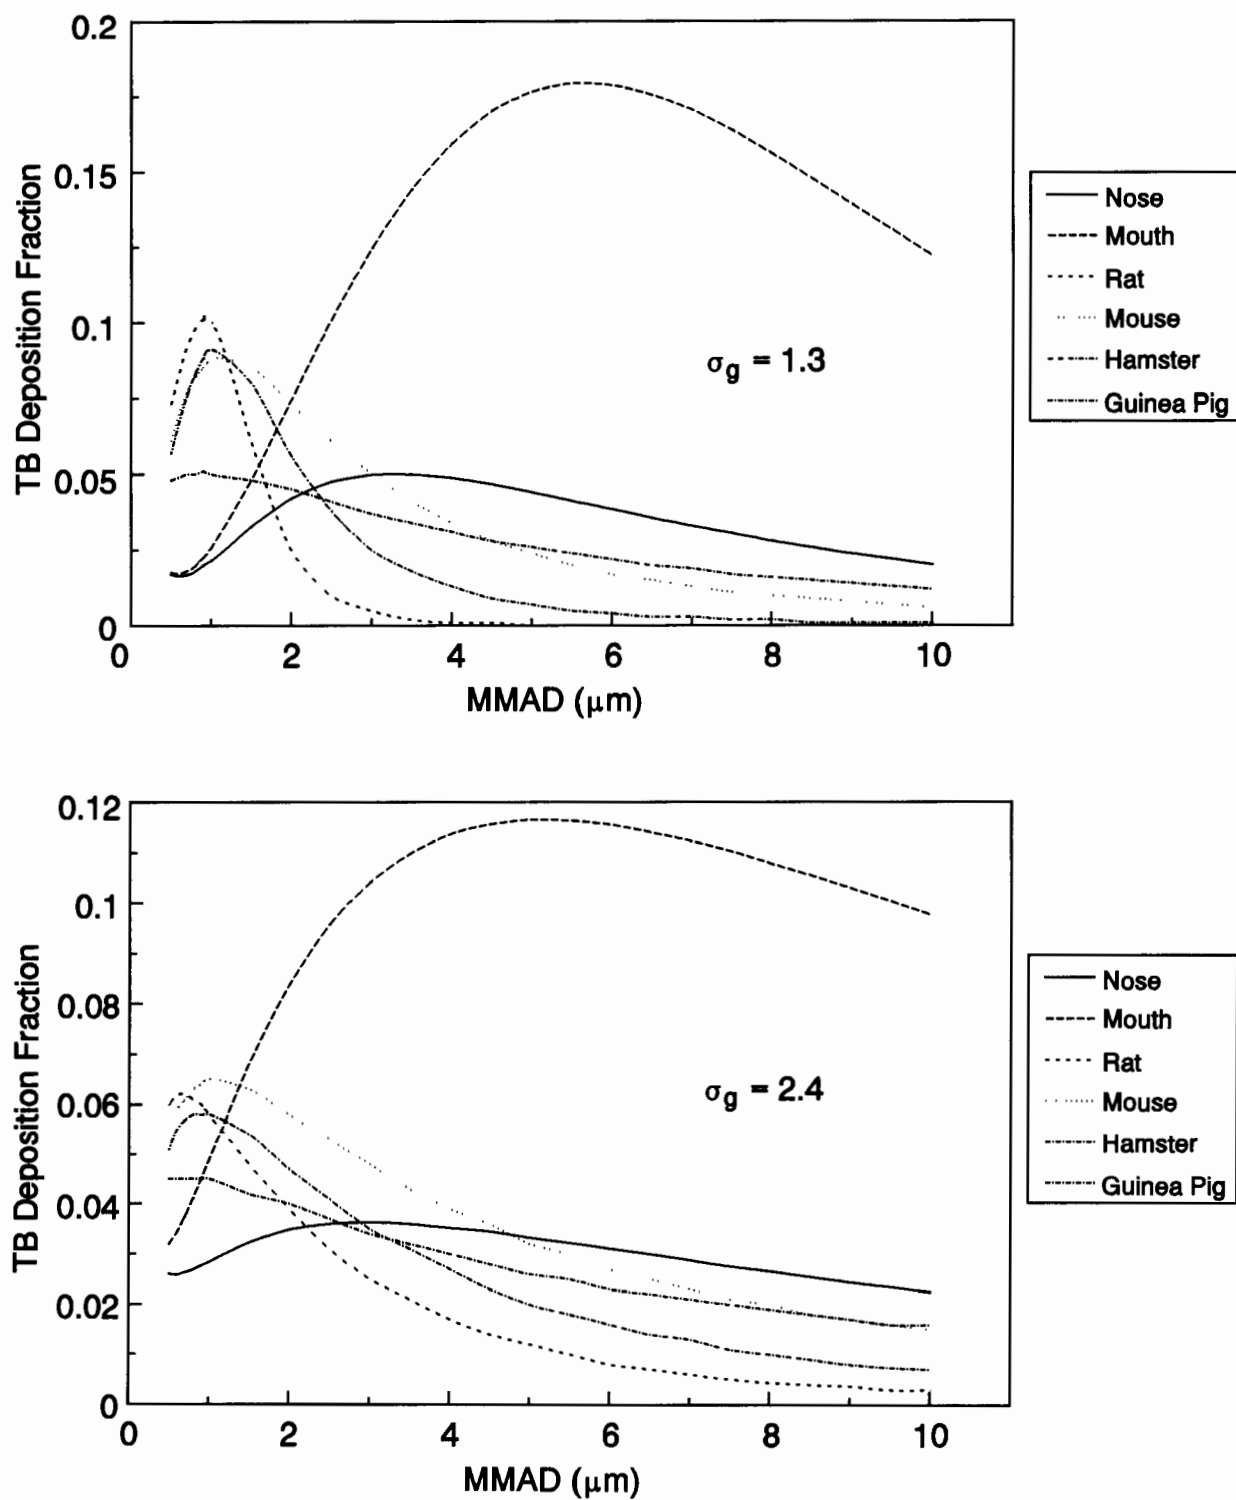 0.2
0.15
0.1
0.05
0
TB Deposition Fraction
σg = 1.3
0 2 4 6 8 10
MMAD (μm)
Nose
Mouth
Rat
Mouse
Hamster
Guinea Pig
0.12
0.1
0.08
0.06
0.04
0.02
0
TB Deposition Fraction
σg = 2.4
0 2 4 6 8 10
MMAD (μm)
Nose
Mouth
Rat
Mouse
Hamster
Guinea Pig